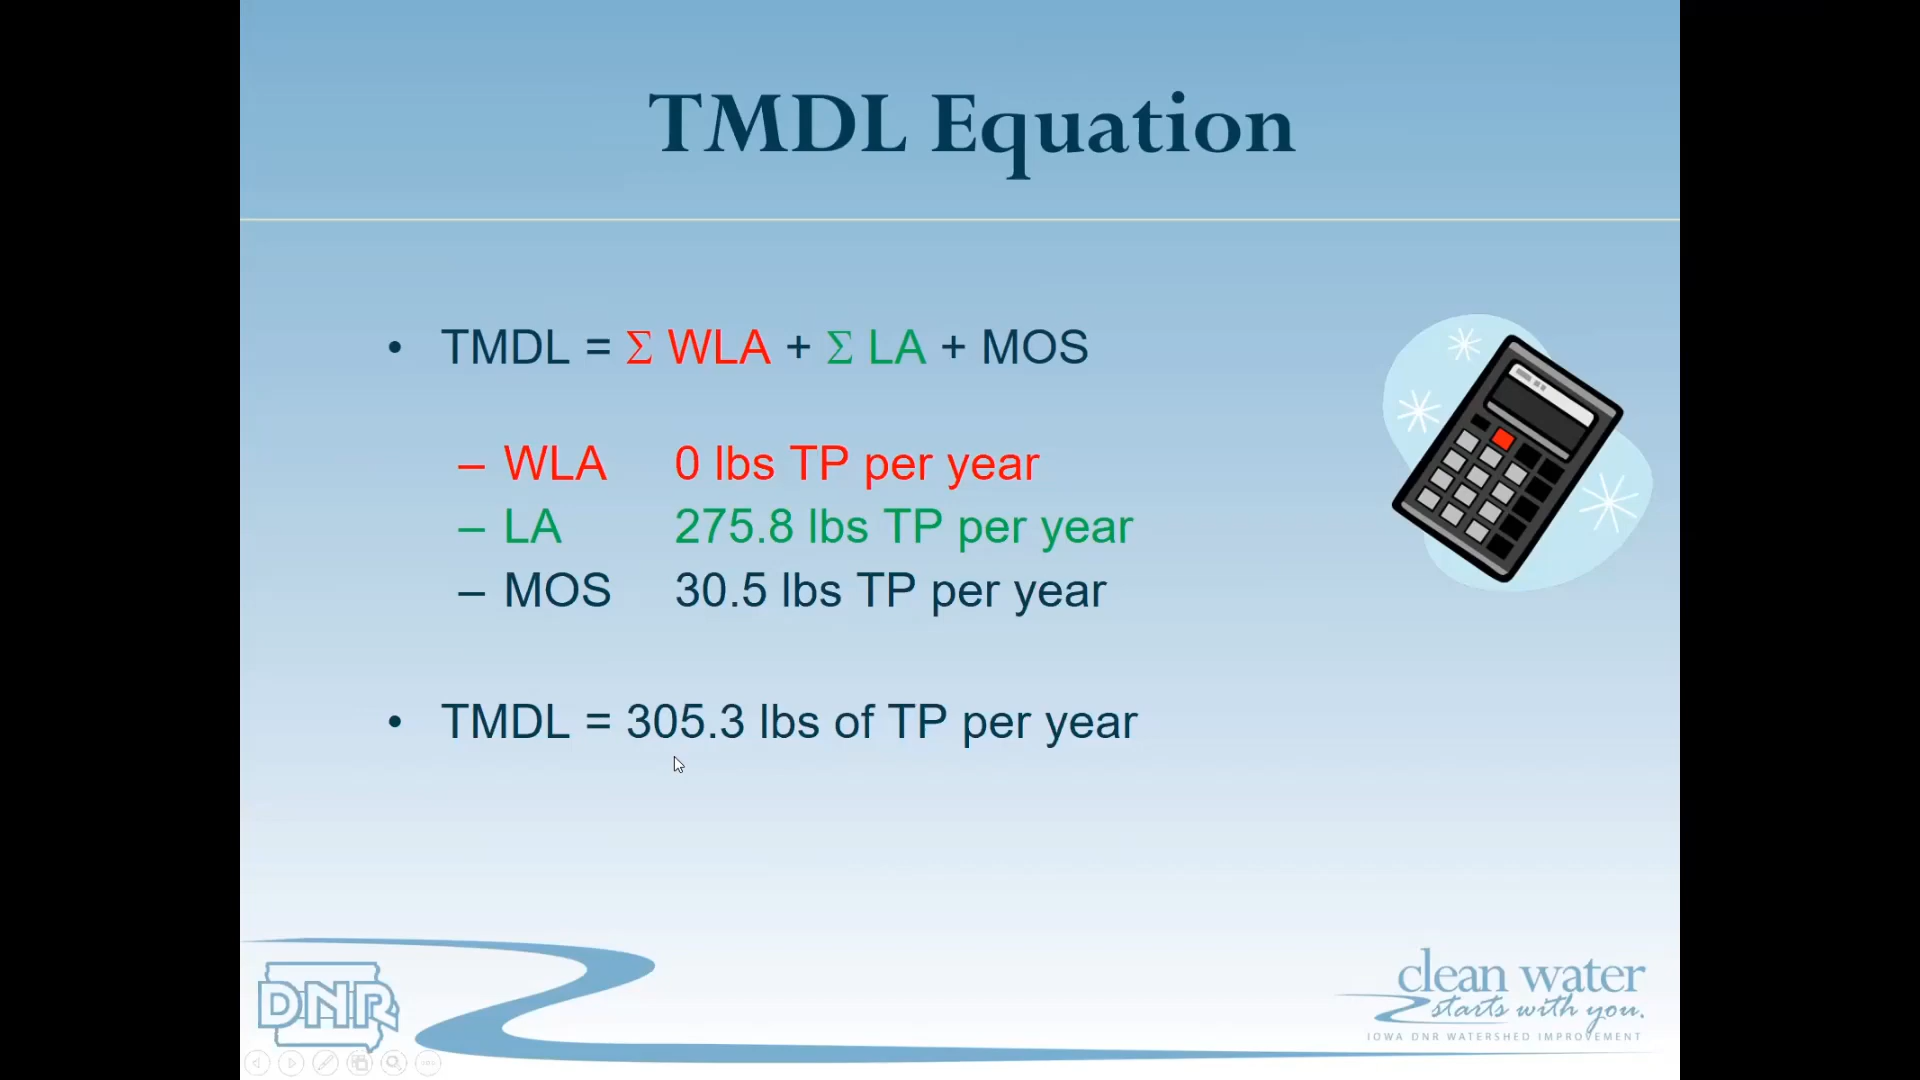 TMDL Equation
• TMDL = Σ WLA + Σ LA + MOS
– WLA 0 lbs TP per year
– LA 275.8 lbs TP per year
– MOS 30.5 lbs TP per year
• TMDL = 305.3 lbs of TP per year
DNR
clean water
starts with you.
IOWA DNR WATERSHED IMPROVEMENT